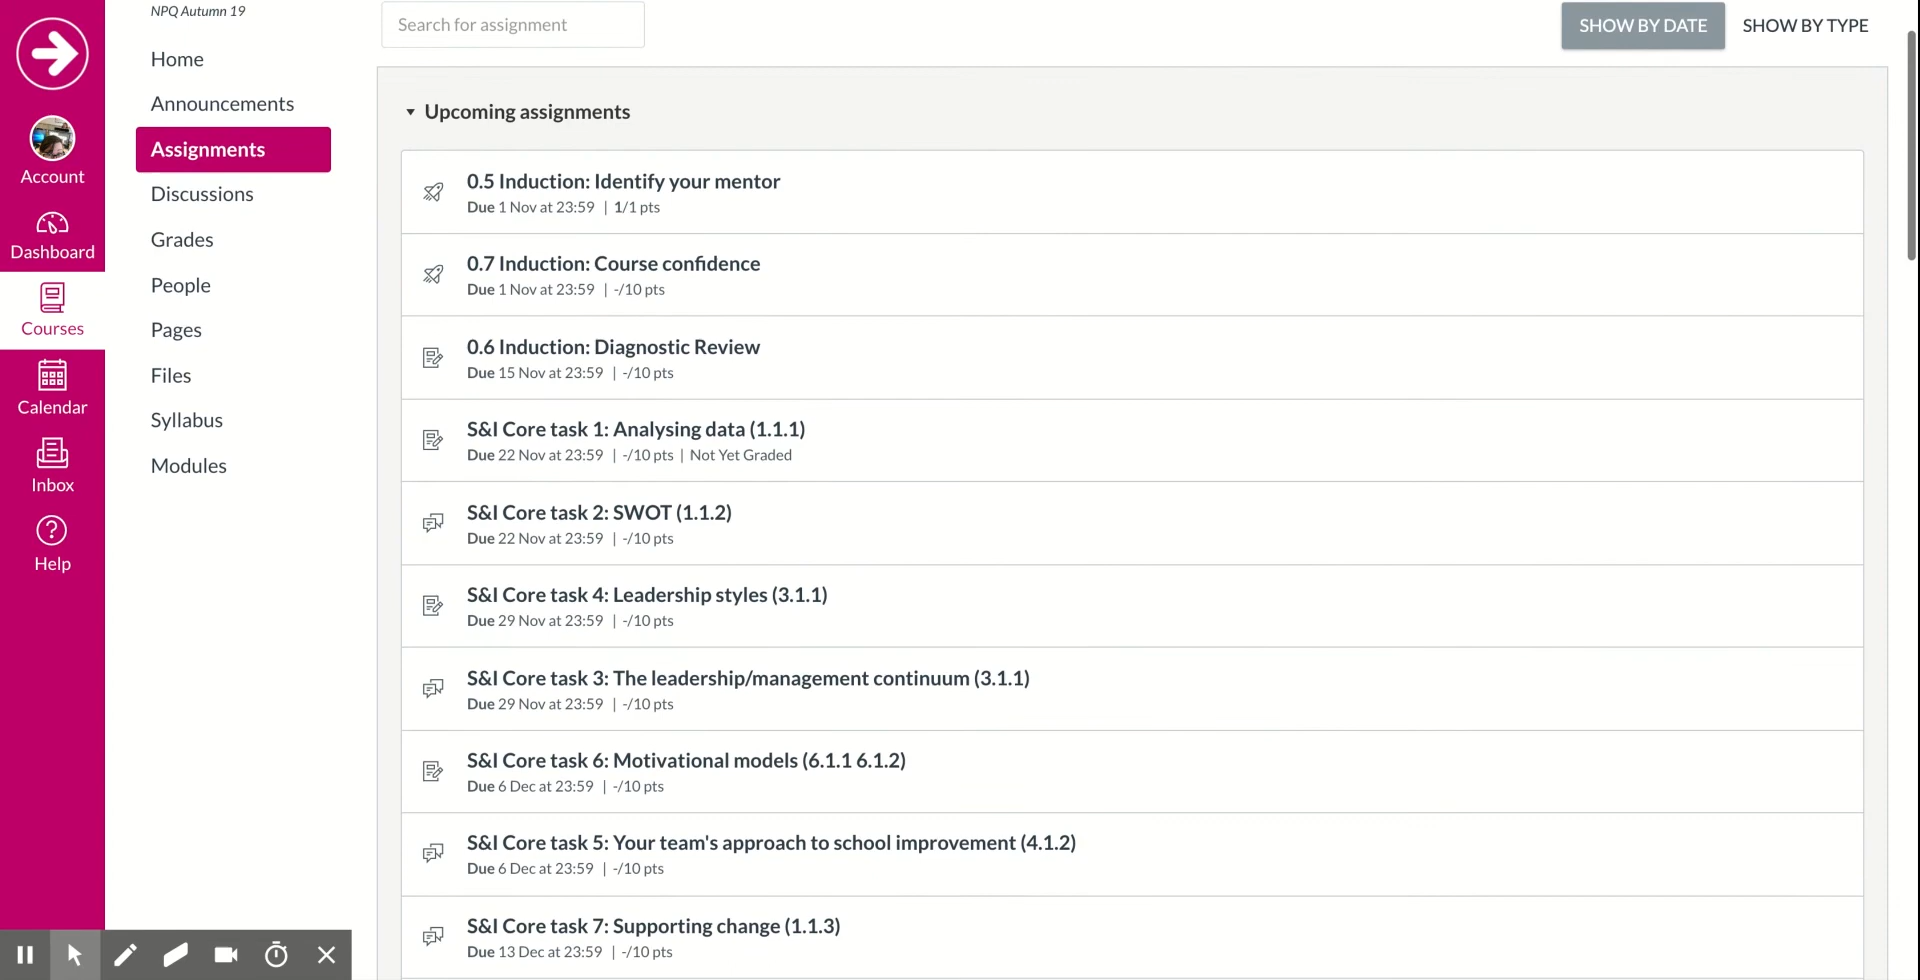 NPQ Autumn 19
Home
Announcements
Assignments
Discussions
Grades
People
Pages
Files
Syllabus
Modules
Account
Dashboard
Courses
Calendar
Inbox
Help
Search for assignment
SHOW BY DATE
SHOW BY TYPE
Upcoming assignments
0.5 Induction: Identify your mentor
Due 1 Nov at 23:59 | 1/1 pts
0.7 Induction: Course confidence
Due 1 Nov at 23:59 | -/10 pts
0.6 Induction: Diagnostic Review
Due 15 Nov at 23:59 | -/10 pts
S&I Core task 1: Analysing data (1.1.1)
Due 22 Nov at 23:59 | -/10 pts | Not Yet Graded
S&I Core task 2: SWOT (1.1.2)
Due 22 Nov at 23:59 | -/10 pts
S&I Core task 4: Leadership styles (3.1.1)
Due 29 Nov at 23:59 | -/10 pts
S&I Core task 3: The leadership/management continuum (3.1.1)
Due 29 Nov at 23:59 | -/10 pts
S&I Core task 6: Motivational models (6.1.1 6.1.2)
Due 6 Dec at 23:59 | -/10 pts
S&I Core task 5: Your team's approach to school improvement (4.1.2)
Due 6 Dec at 23:59 | -/10 pts
S&I Core task 7: Supporting change (1.1.3)
Due 13 Dec at 23:59 | -/10 pts